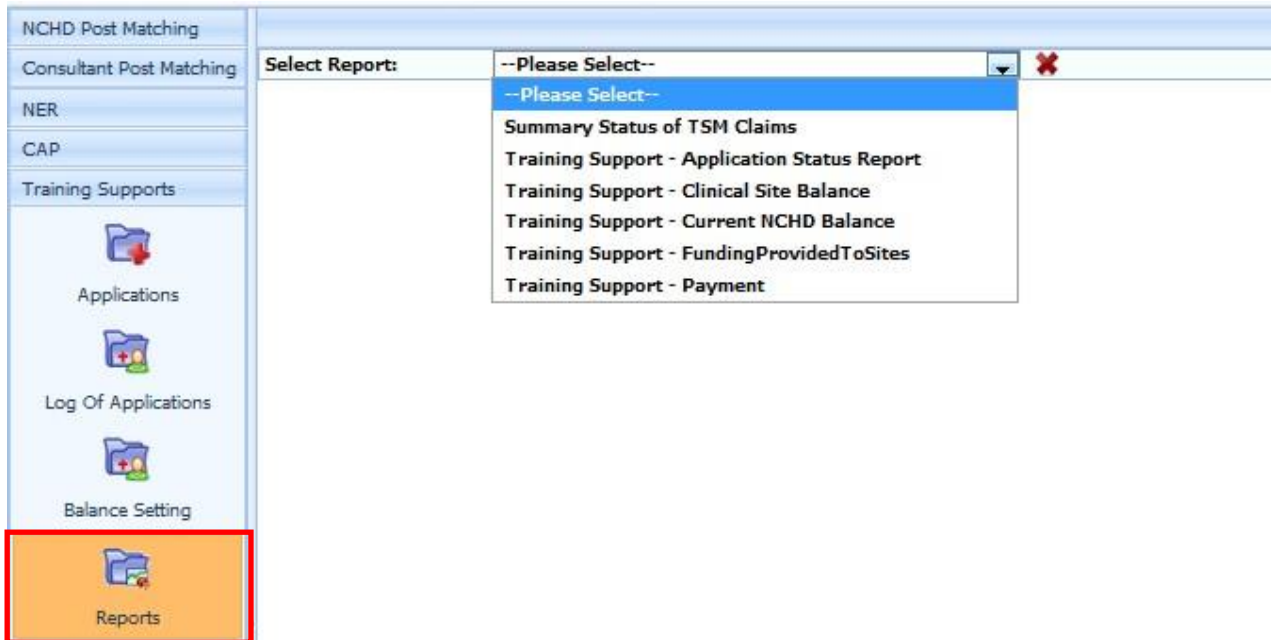 NCHD Post Matching
Consultant Post Matching
NER
CAP
Training Supports
Applications
Log Of Applications
Balance Setting
Reports
Select Report:
--Please Select--
--Please Select--
Summary Status of TSM Claims
Training Support - Application Status Report
Training Support - Clinical Site Balance
Training Support - Current NCHD Balance
Training Support - FundingProvidedToSites
Training Support - Payment